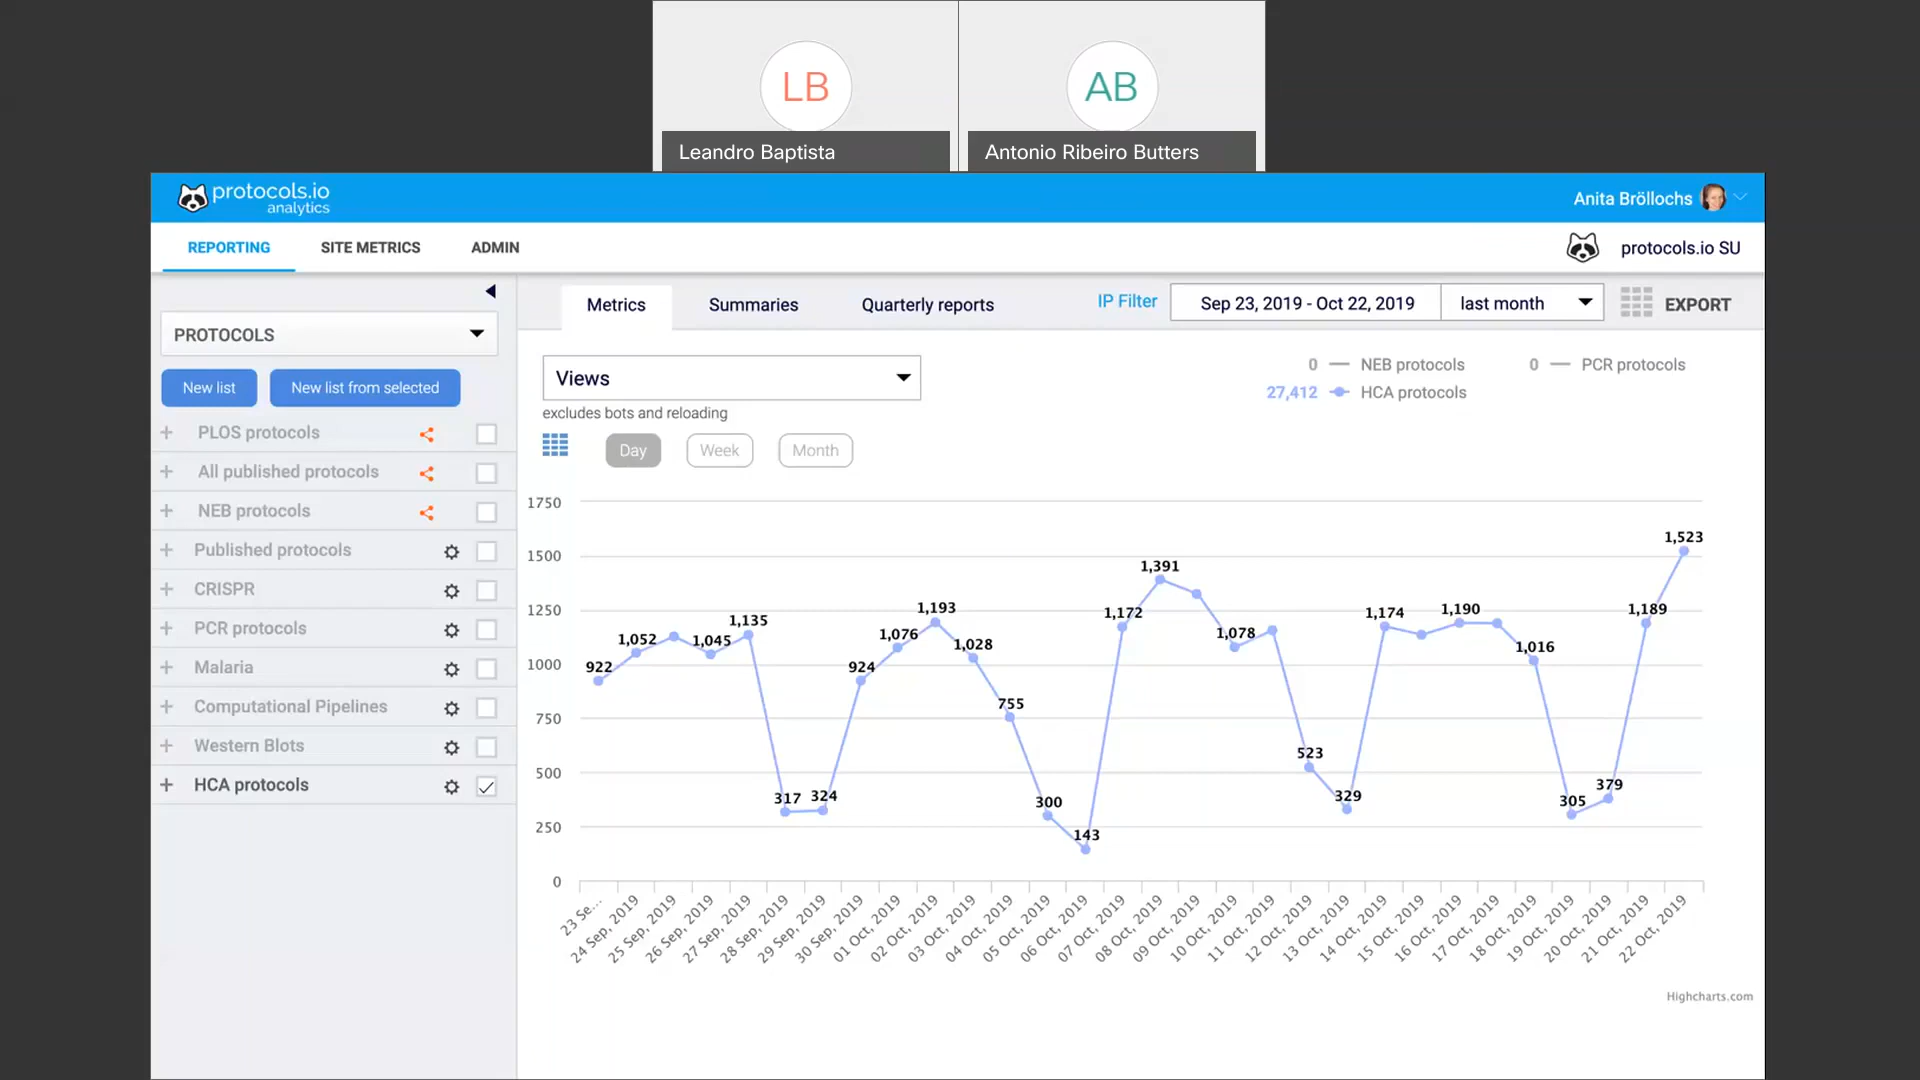 LB
AB
Leandro Baptista
Antonio Ribeiro Butters
protocols.io
analytics
Anita Bröllochs
REPORTING
SITE METRICS
ADMIN
protocols.io SU
Metrics
Summaries
Quarterly reports
IP Filter
Sep 23, 2019 - Oct 22, 2019
last month
EXPORT
PROTOCOLS
New list
New list from selected
PLOS protocols
All published protocols
NEB protocols
Published protocols
CRISPR
PCR protocols
Malaria
Computational Pipelines
Western Blots
HCA protocols
Views
excludes bots and reloading
Day
Week
Month
0 NEB protocols
0 PCR protocols
27,412 HCA protocols
1750
1500
1250
1000
750
500
250
0
922
1,052
1,045
1,135
317
324
924
1,076
1,193
1,028
755
300
143
1,172
1,391
1,078
523
329
1,174
1,190
1,016
305
379
1,189
1,523
23 Se...
24 Sep, 2019
25 Sep, 2019
26 Sep, 2019
27 Sep, 2019
28 Sep, 2019
29 Sep, 2019
30 Sep, 2019
01 Oct, 2019
02 Oct, 2019
03 Oct, 2019
04 Oct, 2019
05 Oct, 2019
06 Oct, 2019
07 Oct, 2019
08 Oct, 2019
09 Oct, 2019
10 Oct, 2019
11 Oct, 2019
12 Oct, 2019
13 Oct, 2019
14 Oct, 2019
15 Oct, 2019
16 Oct, 2019
17 Oct, 2019
18 Oct, 2019
19 Oct, 2019
20 Oct, 2019
21 Oct, 2019
22 Oct, 2019
Highcharts.com